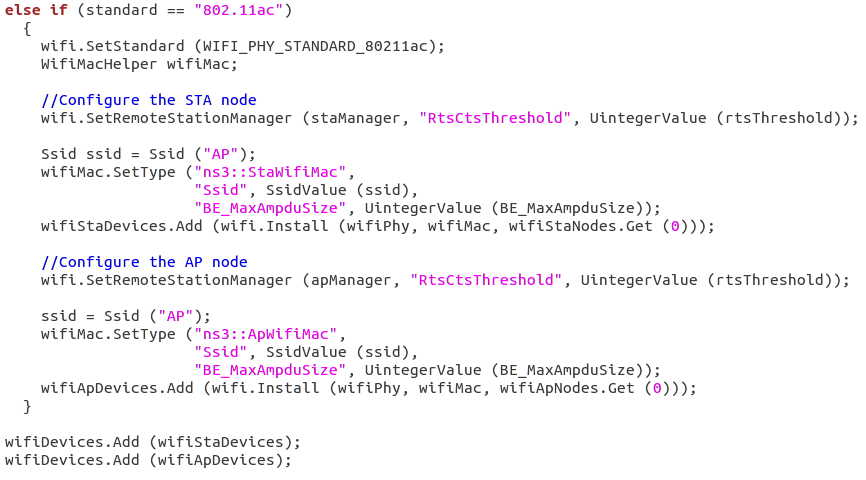 else if (standard == "802.11ac")
{
wifi.SetStandard (WIFI_PHY_STANDARD_80211ac);
WifiMacHelper wifiMac;
//Configure the STA node
wifi.SetRemoteStationManager (staManager, "RtsCtsThreshold", UintegerValue (rtsThreshold));
Ssid ssid = Ssid ("AP");
wifiMac.SetType ("ns3::StaWifiMac",
"Ssid", SsidValue (ssid),
"BE_MaxAmpduSize", UintegerValue (BE_MaxAmpduSize));
wifiStaDevices.Add (wifi.Install (wifiPhy, wifiMac, wifiStaNodes.Get (0)));
//Configure the AP node
wifi.SetRemoteStationManager (apManager, "RtsCtsThreshold", UintegerValue (rtsThreshold));
ssid = Ssid ("AP");
wifiMac.SetType ("ns3::ApWifiMac",
"Ssid", SsidValue (ssid),
"BE_MaxAmpduSize", UintegerValue (BE_MaxAmpduSize));
wifiApDevices.Add (wifi.Install (wifiPhy, wifiMac, wifiApNodes.Get (0)));
}
wifiDevices.Add (wifiStaDevices);
wifiDevices.Add (wifiApDevices);